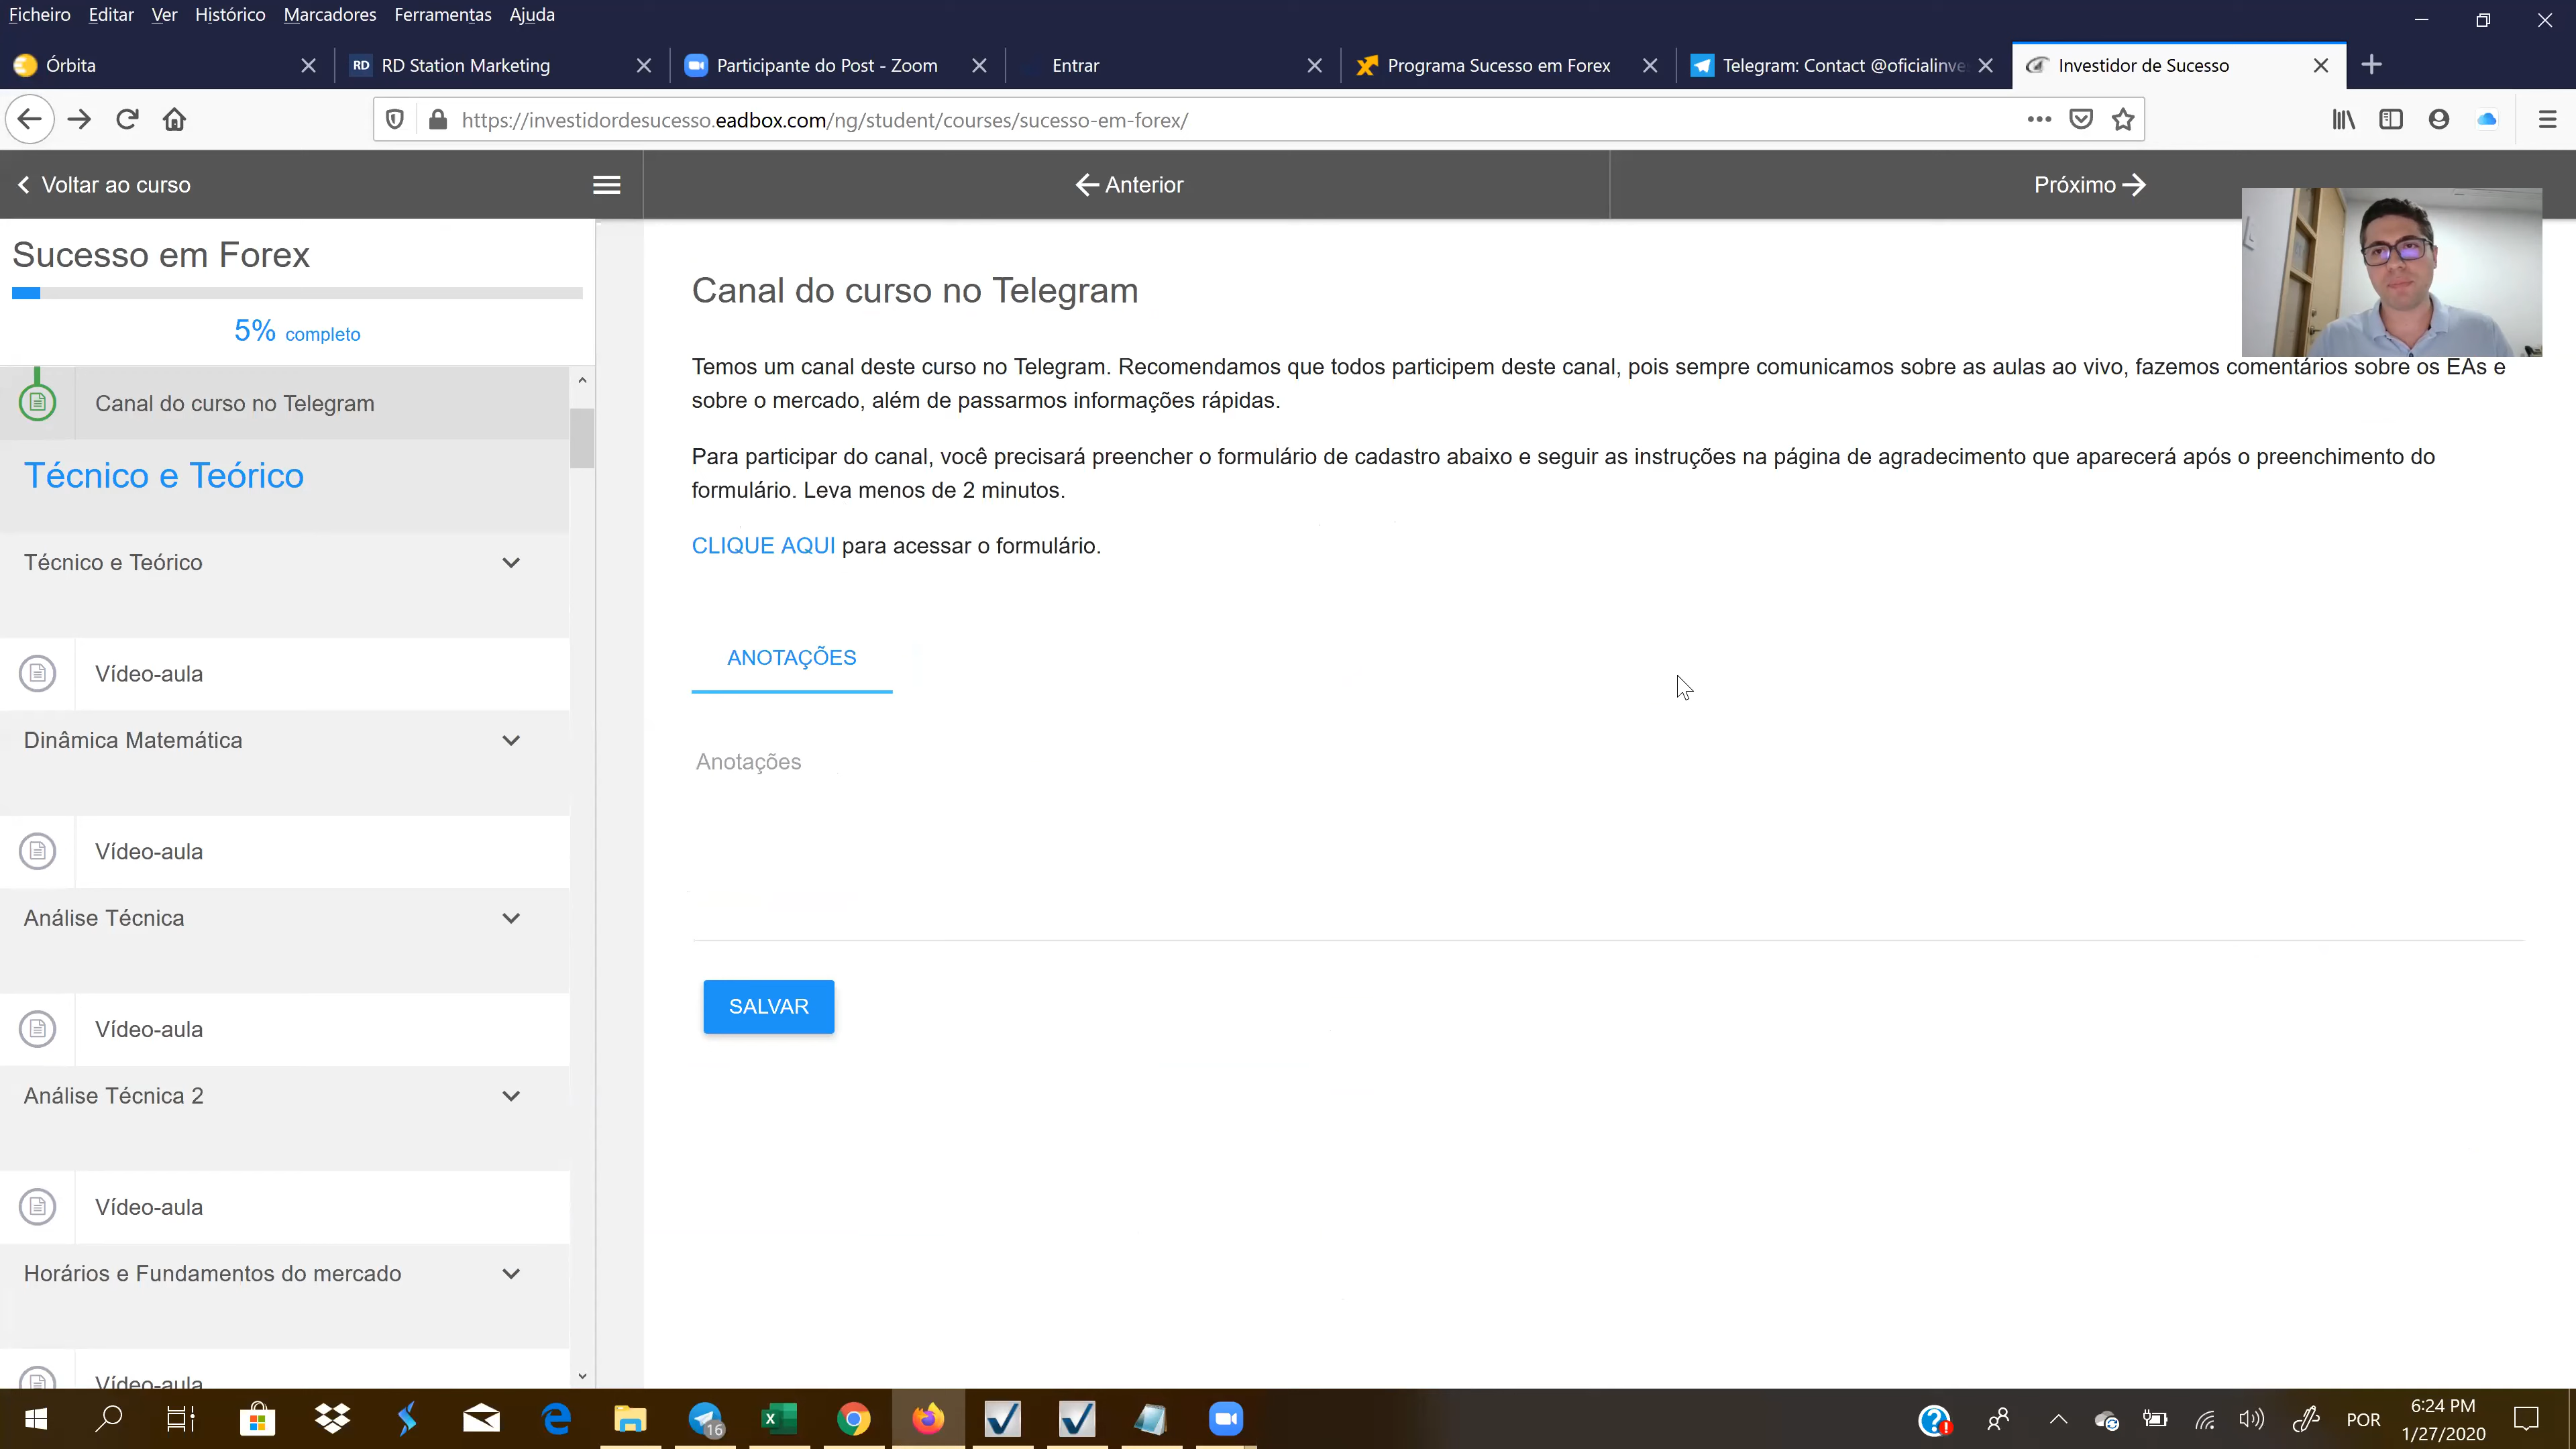 Ficheiro Editar Ver Histórico Marcadores Ferramentas Ajuda
Órbita
RD RD Station Marketing
Participante do Post - Zoom
Entrar
Programa Sucesso em Forex
Telegram: Contact @oficialinve
Investidor de Sucesso
https://investidordesucesso.eadbox.com/ng/student/courses/sucesso-em-forex/
Voltar ao curso
Anterior
Próximo
Sucesso em Forex
5% completo
Canal do curso no Telegram
Técnico e Teórico
Técnico e Teórico
Vídeo-aula
Dinâmica Matemática
Vídeo-aula
Análise Técnica
Vídeo-aula
Análise Técnica 2
Vídeo-aula
Horários e Fundamentos do mercado
Vídeo-aula
Canal do curso no Telegram
Temos um canal deste curso no Telegram. Recomendamos que todos participem deste canal, pois sempre comunicamos sobre as aulas ao vivo, fazemos comentários sobre os EAs e
sobre o mercado, além de passarmos informações rápidas.
Para participar do canal, você precisará preencher o formulário de cadastro abaixo e seguir as instruções na página de agradecimento que aparecerá após o preenchimento do
formulário. Leva menos de 2 minutos.
CLIQUE AQUI para acessar o formulário.
ANOTAÇÕES
Anotações
SALVAR
16
POR
6:24 PM
1/27/2020